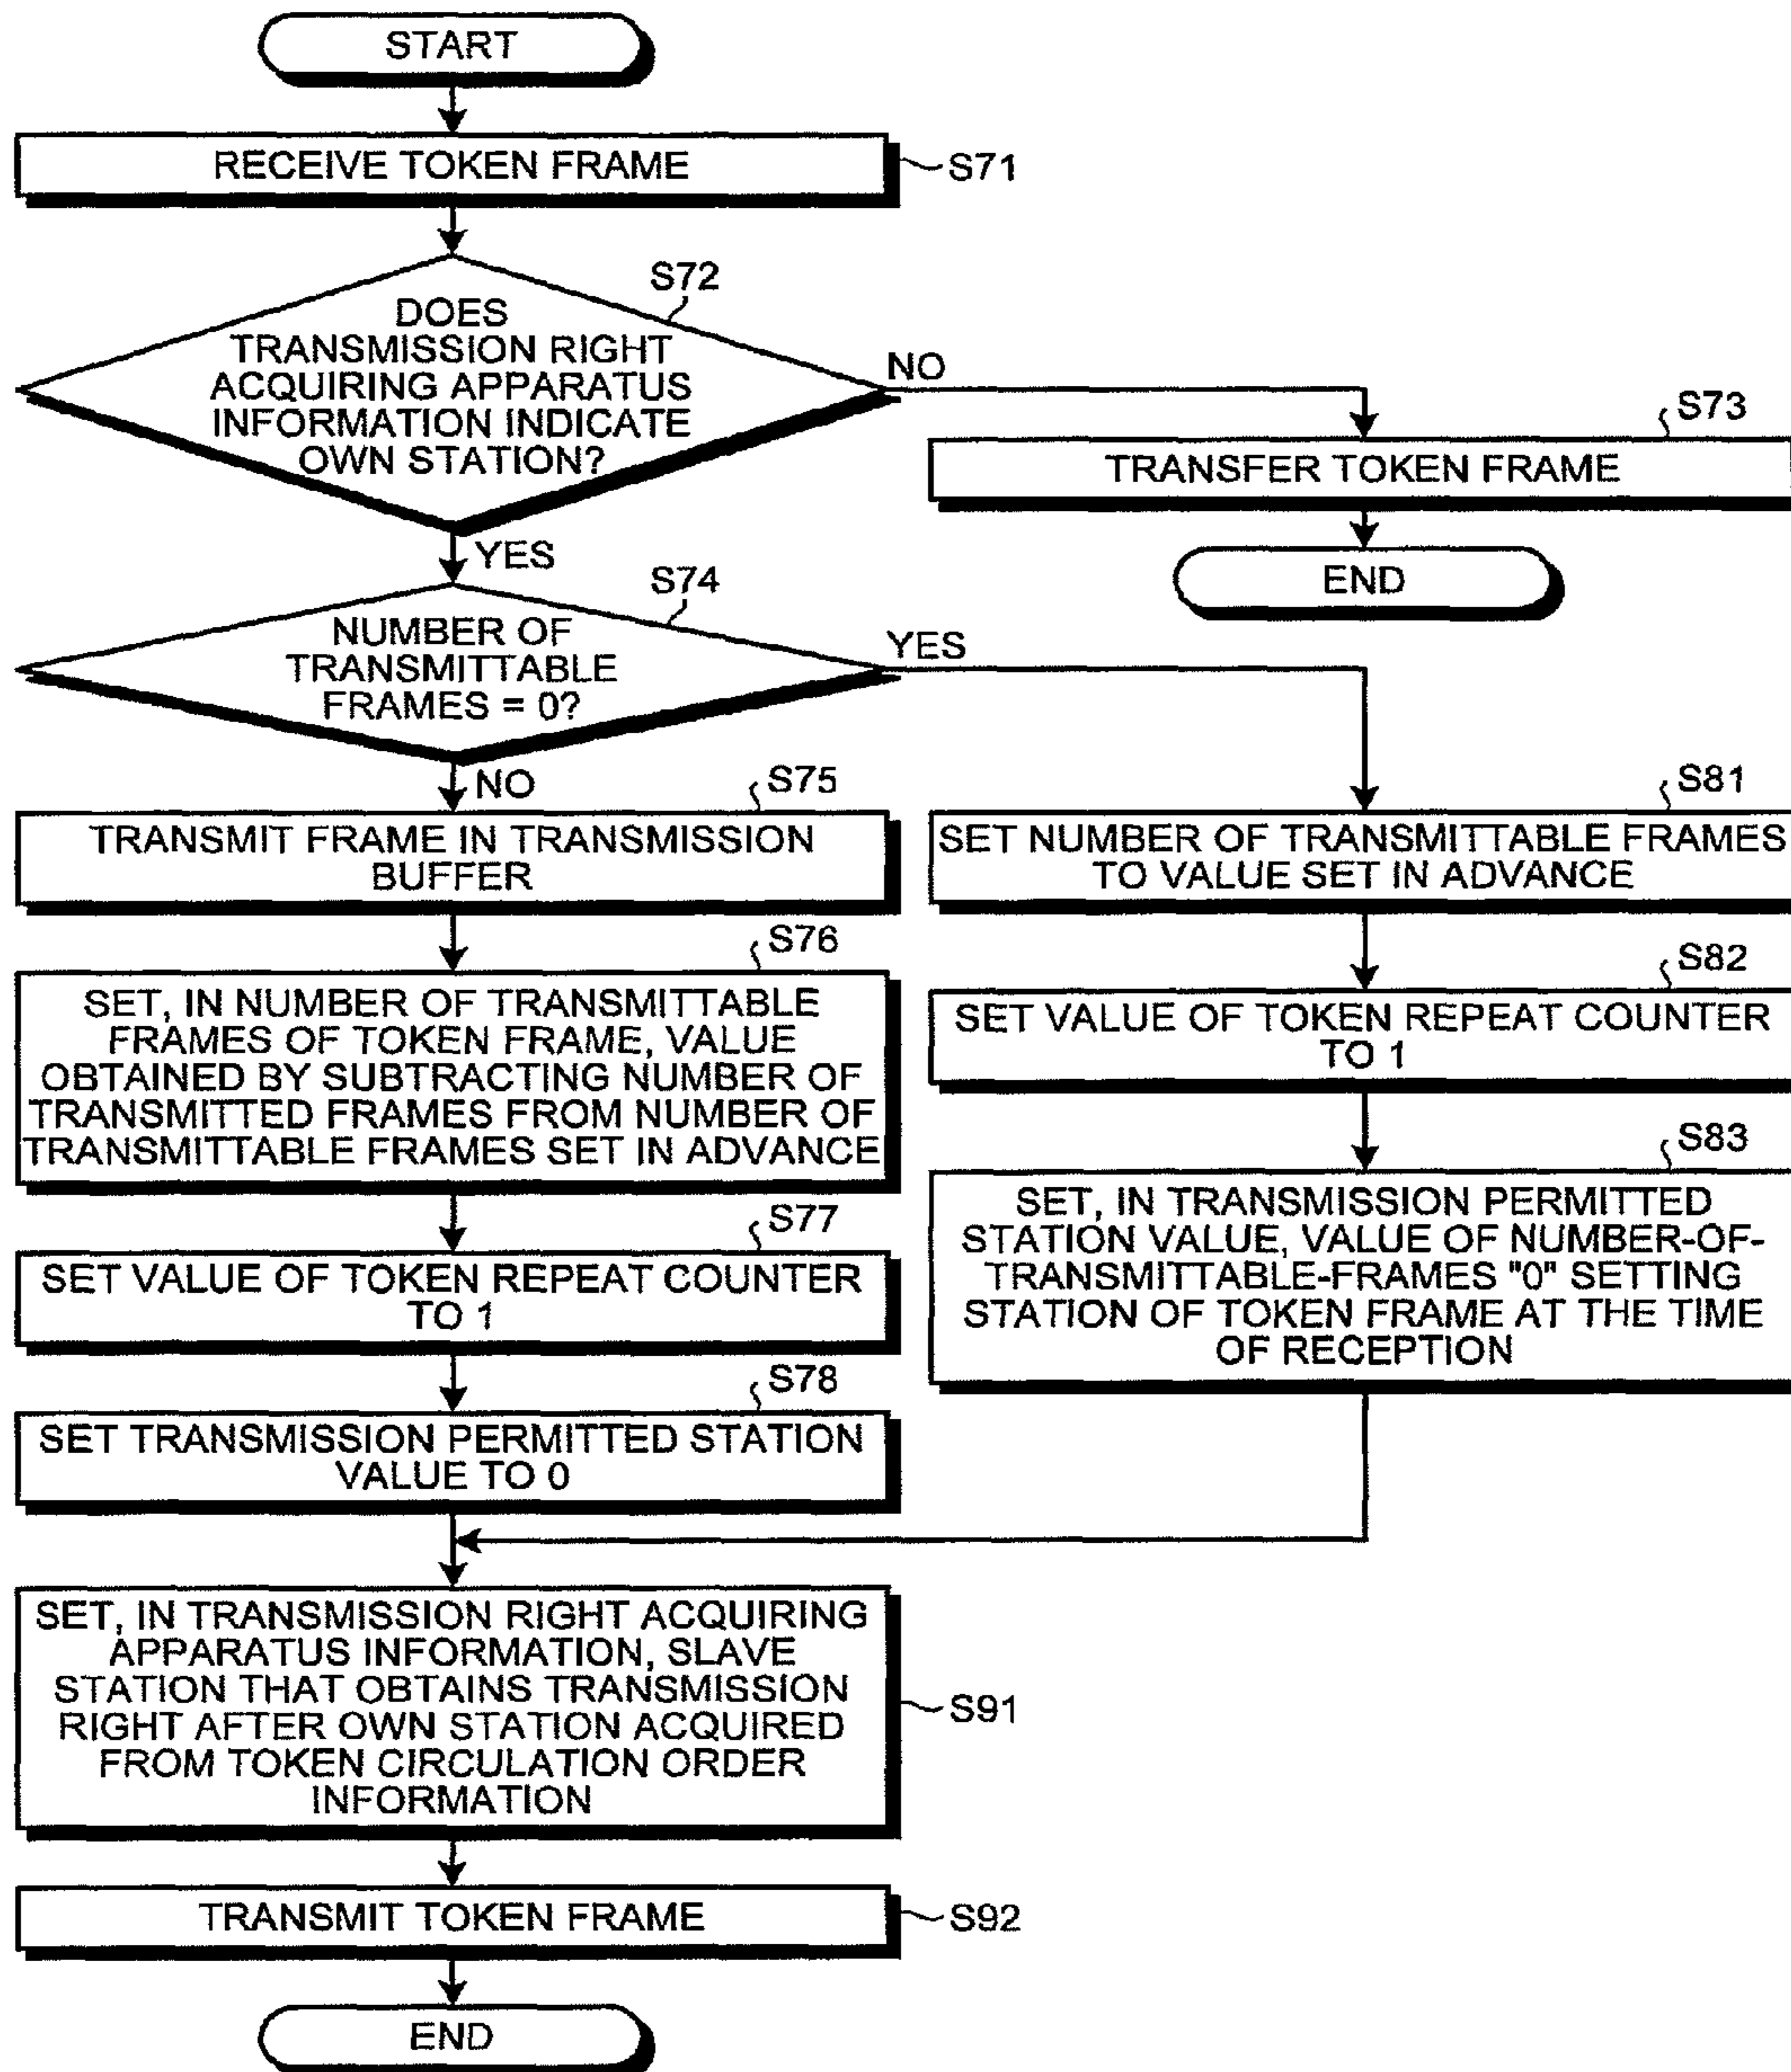 START
RECEIVE TOKEN FRAME
S71
S72
DOES
TRANSMISSION RIGHT
ACQUIRING APPARATUS
INFORMATION INDICATE
OWN STATION?
NO
S73
TRANSFER TOKEN FRAME
END
YES
S74
NUMBER OF
TRANSMITTABLE
FRAMES = 0?
YES
NO
S75
TRANSMIT FRAME IN TRANSMISSION
BUFFER
S76
SET, IN NUMBER OF TRANSMITTABLE
FRAMES OF TOKEN FRAME, VALUE
OBTAINED BY SUBTRACTING NUMBER OF
TRANSMITTED FRAMES FROM NUMBER OF
TRANSMITTABLE FRAMES SET IN ADVANCE
S77
SET VALUE OF TOKEN REPEAT COUNTER
TO 1
S78
SET TRANSMISSION PERMITTED STATION
VALUE TO 0
S81
SET NUMBER OF TRANSMITTABLE FRAMES
TO VALUE SET IN ADVANCE
S82
SET VALUE OF TOKEN REPEAT COUNTER
TO 1
S83
SET, IN TRANSMISSION PERMITTED
STATION VALUE, VALUE OF NUMBER-OF-
TRANSMITTABLE-FRAMES "0" SETTING
STATION OF TOKEN FRAME AT THE TIME
OF RECEPTION
SET, IN TRANSMISSION RIGHT ACQUIRING
APPARATUS INFORMATION, SLAVE
STATION THAT OBTAINS TRANSMISSION
RIGHT AFTER OWN STATION ACQUIRED
FROM TOKEN CIRCULATION ORDER
INFORMATION
S91
TRANSMIT TOKEN FRAME
S92
END